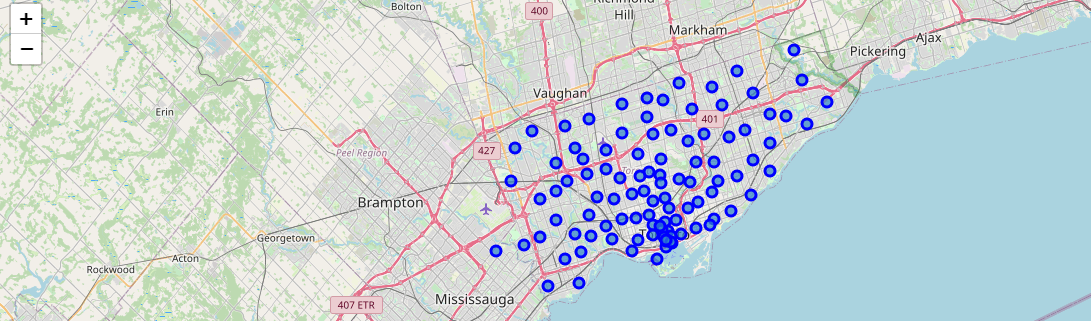 +
−
Bolton
400
Richmond
Hill
Markham
Ajax
Pickering
Vaughan
Erin
401
427
Peel Region
Brampton
Georgetown
Acton
Rockwood
Mississauga
407 ETR